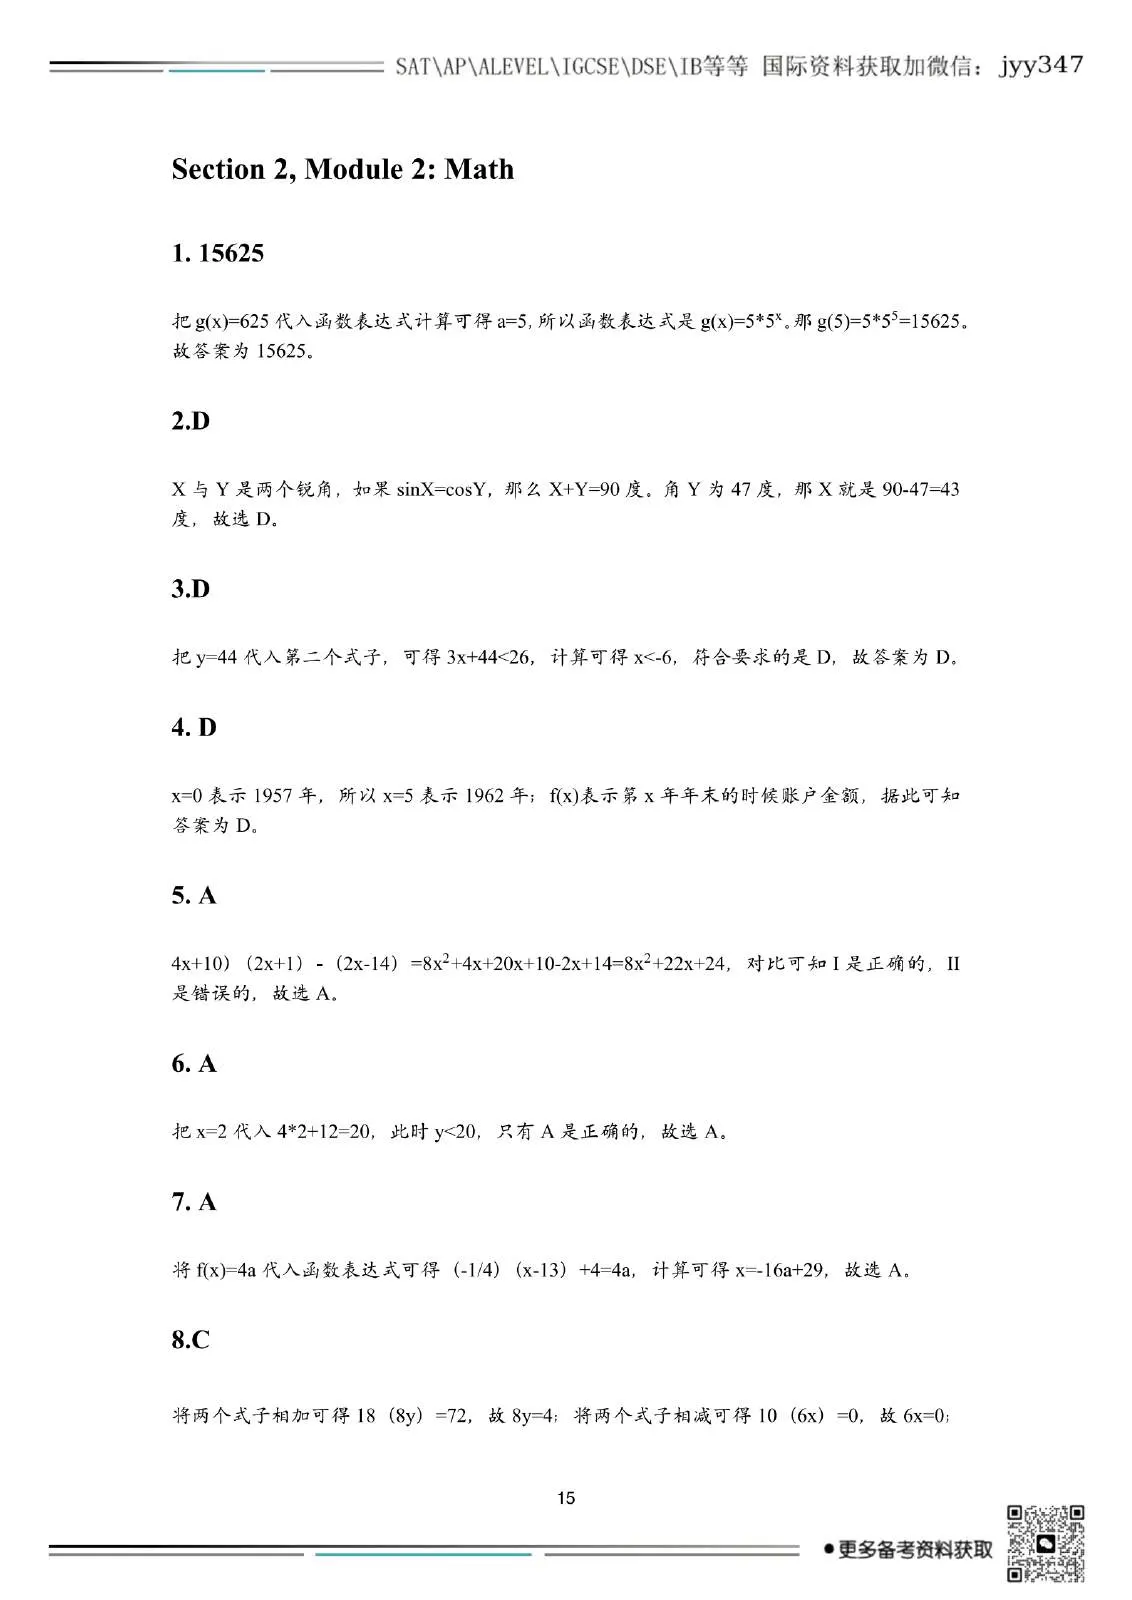 SAT\AP\ALEVEL\IGCSE\DSE\IB等等 国际资料获取加微信：jyy347
Section 2, Module 2: Math
1. 15625
把 g(x)=625 代入函数表达式计算可得 a=5，所以函数表达式是 g(x)=5*5ˣ。那 g(5)=5*5⁵=15625。
故答案为 15625。
2.D
X 与 Y 是两个锐角，如果 sinX=cosY，那么 X+Y=90 度。角 Y 为 47 度，那 X 就是 90-47=43
度，故选 D。
3.D
把 y=44 代入第二个式子，可得 3x+44<26，计算可得 x<-6，符合要求的是 D，故答案为 D。
4. D
x=0 表示 1957 年，所以 x=5 表示 1962 年；f(x)表示第 x 年年末的时候账户金额，据此可知
答案为 D。
5. A
4x+10）（2x+1）-（2x-14）=8x²+4x+20x+10-2x+14=8x²+22x+24，对比可知 I 是正确的，II
是错误的，故选 A。
6. A
把 x=2 代入 4*2+12=20，此时 y<20，只有 A 是正确的，故选 A。
7. A
将 f(x)=4a 代入函数表达式可得（-1/4）（x-13）+4=4a，计算可得 x=-16a+29，故选 A。
8.C
将两个式子相加可得 18（8y）=72，故 8y=4；将两个式子相减可得 10（6x）=0，故 6x=0；
15
●更多备考资料获取